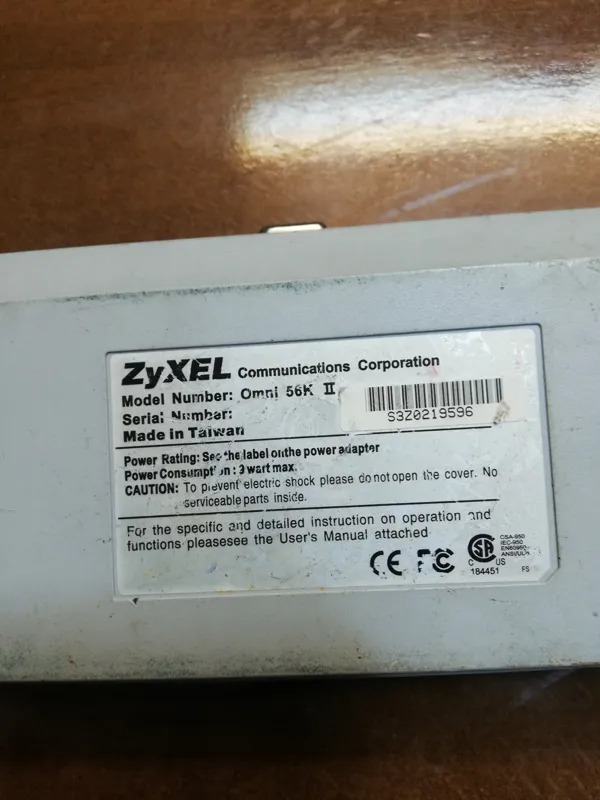 ZyXEL Communications Corporation
Model Number: Omni 56K II
Serial Number:
S3Z0219596
Made in Taiwan
Power Rating: See the label on the power adapter
Power Consumption : 9 watt max.
CAUTION: To prevent electric shock please do not open the cover. No
serviceable parts inside.
For the specific and detailed instruction on operation and
functions pleasesee the User's Manual attached
CE FC SA
C US
184451
CSA-950
IEC-950
EN60950
ANSI/UL
FS